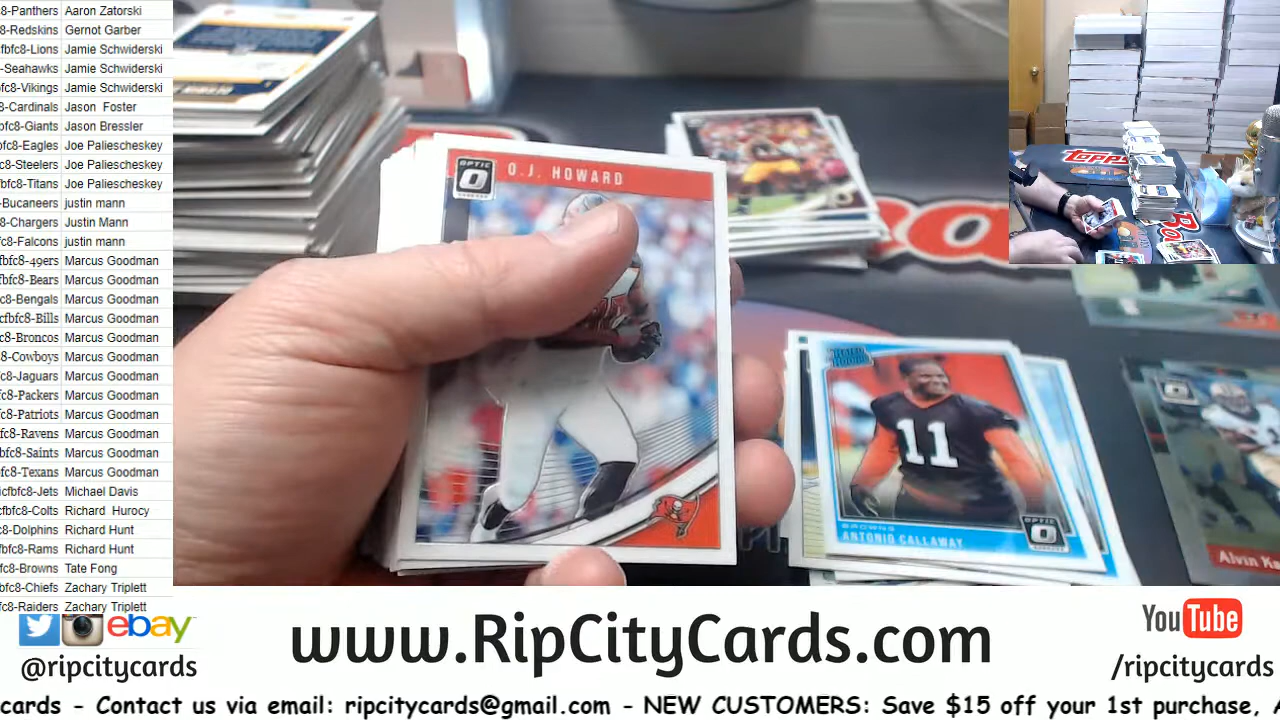 8-Panthers Aaron Zatorski
8-Redskins Gernot Garber
fbfc8-Lions Jamie Schwiderski
-Seahawks Jamie Schwiderski
8-Vikings Jamie Schwiderski
8-Cardinals Jason Foster
bfc8-Giants Jason Bressler
bfc8-Eagles Joe Paliescheskey
c8-Steelers Joe Paliescheskey
fc8-Titans Joe Paliescheskey
-Bucaneers justin mann
8-Chargers Justin Mann
fc8-Falcons justin mann
bfc8-49ers Marcus Goodman
bfc8-Bears Marcus Goodman
8-Bengals Marcus Goodman
cfbfc8-Bills Marcus Goodman
c8-Broncos Marcus Goodman
8-Cowboys Marcus Goodman
c8-Jaguars Marcus Goodman
c8-Packers Marcus Goodman
fc8-Patriots Marcus Goodman
fc8-Ravens Marcus Goodman
bfc8-Saints Marcus Goodman
fc8-Texans Marcus Goodman
icfbfc8-Jets Michael Davis
bfc8-Colts Richard Hurocy
c8-Dolphins Richard Hunt
bfc8-Rams Richard Hunt
c8-Browns Tate Fong
bfc8-Chiefs Zachary Triplett
fc8-Raiders Zachary Triplett
OPTIC
O.J. HOWARD
11
BROWNS
ANTONIO CALLAWAY
OPTIC
Alvin Ka
Topps
ebay
@ripcitycards
www.RipCityCards.com
YouTube
/ripcitycards
cards - Contact us via email: ripcitycards@gmail.com - NEW CUSTOMERS: Save $15 off your 1st purchase, A